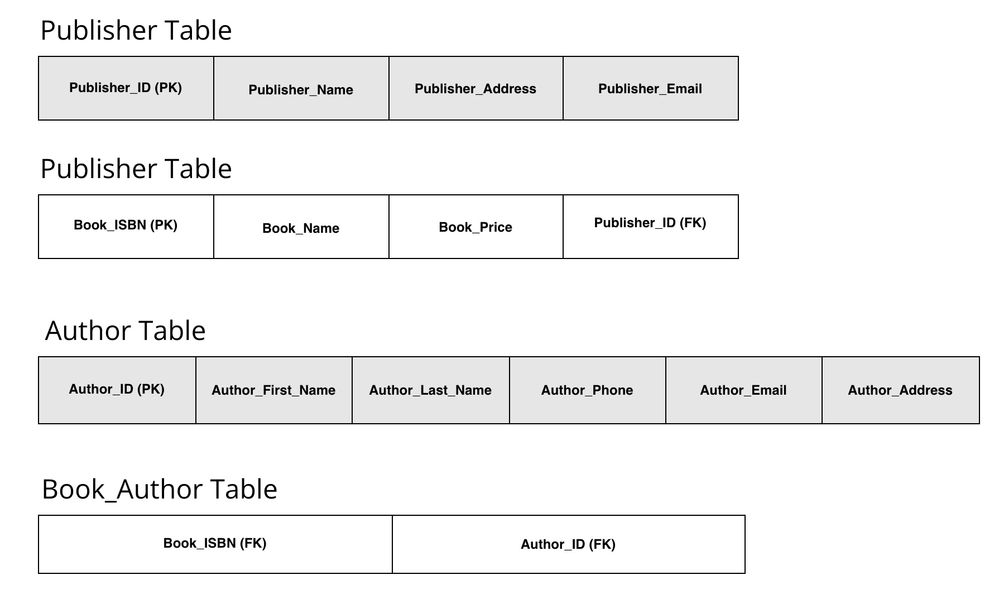 Publisher Table
Publisher_ID (PK) Publisher_Name Publisher_Address Publisher_Email
Publisher Table
Book_ISBN (PK) Book_Name Book_Price Publisher_ID (FK)
Author Table
Author_ID (PK) Author_First_Name Author_Last_Name Author_Phone Author_Email Author_Address
Book_Author Table
Book_ISBN (FK) Author_ID (FK)